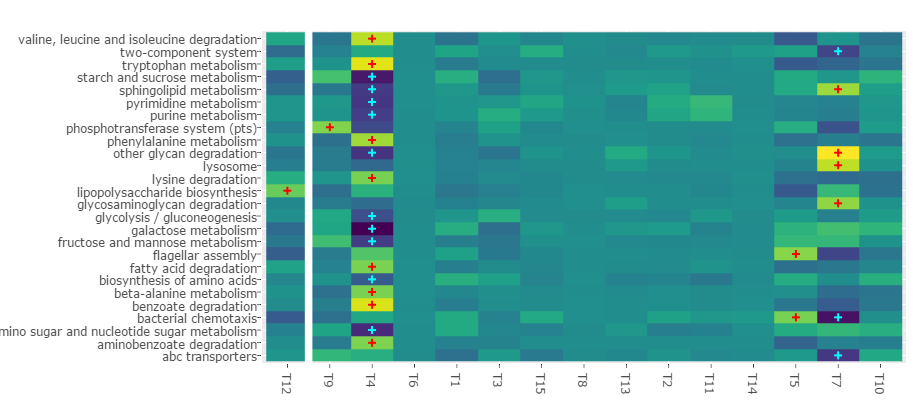 valine, leucine and isoleucine degradation
two-component system
tryptophan metabolism
starch and sucrose metabolism
sphingolipid metabolism
pyrimidine metabolism
purine metabolism
phosphotransferase system (pts)
phenylalanine metabolism
other glycan degradation
lysosome
lysine degradation
lipopolysaccharide biosynthesis
glycosaminoglycan degradation
glycolysis / gluconeogenesis
galactose metabolism
fructose and mannose metabolism
flagellar assembly
fatty acid degradation
biosynthesis of amino acids
beta-alanine metabolism
benzoate degradation
bacterial chemotaxis
mino sugar and nucleotide sugar metabolism
aminobenzoate degradation
abc transporters
T12 T9 T4 T6 T1 T3 T15 T8 T13 T2 T11 T14 T5 T7 T10